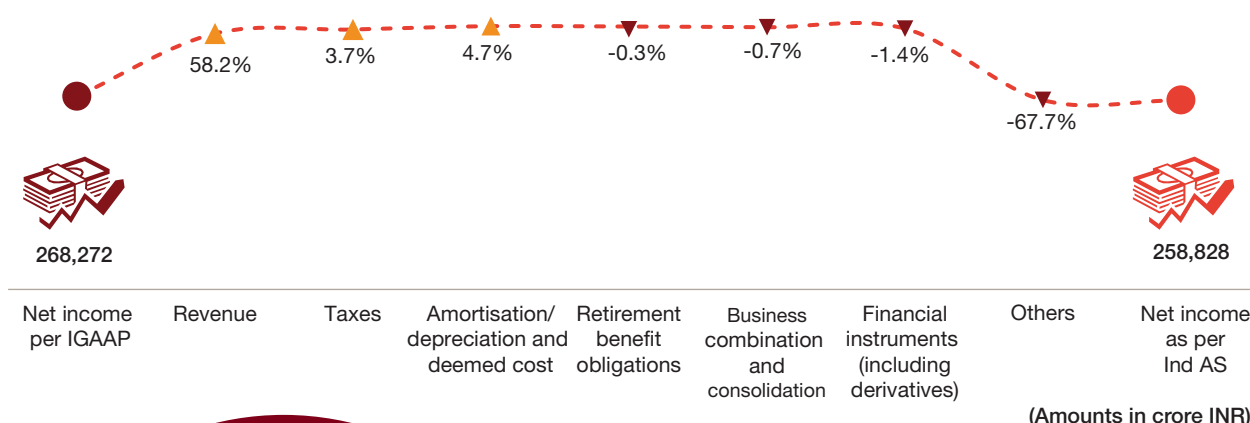 58.2%
3.7%
4.7%
-0.3%
-0.7%
-1.4%
-67.7%
268,272
258,828
Net income
per IGAAP
Revenue
Taxes
Amortisation/
depreciation and
deemed cost
Retirement
benefit
obligations
Business
combination
and
consolidation
Financial
instruments
(including
derivatives)
Others
Net income
as per
Ind AS
(Amounts in crore INR)